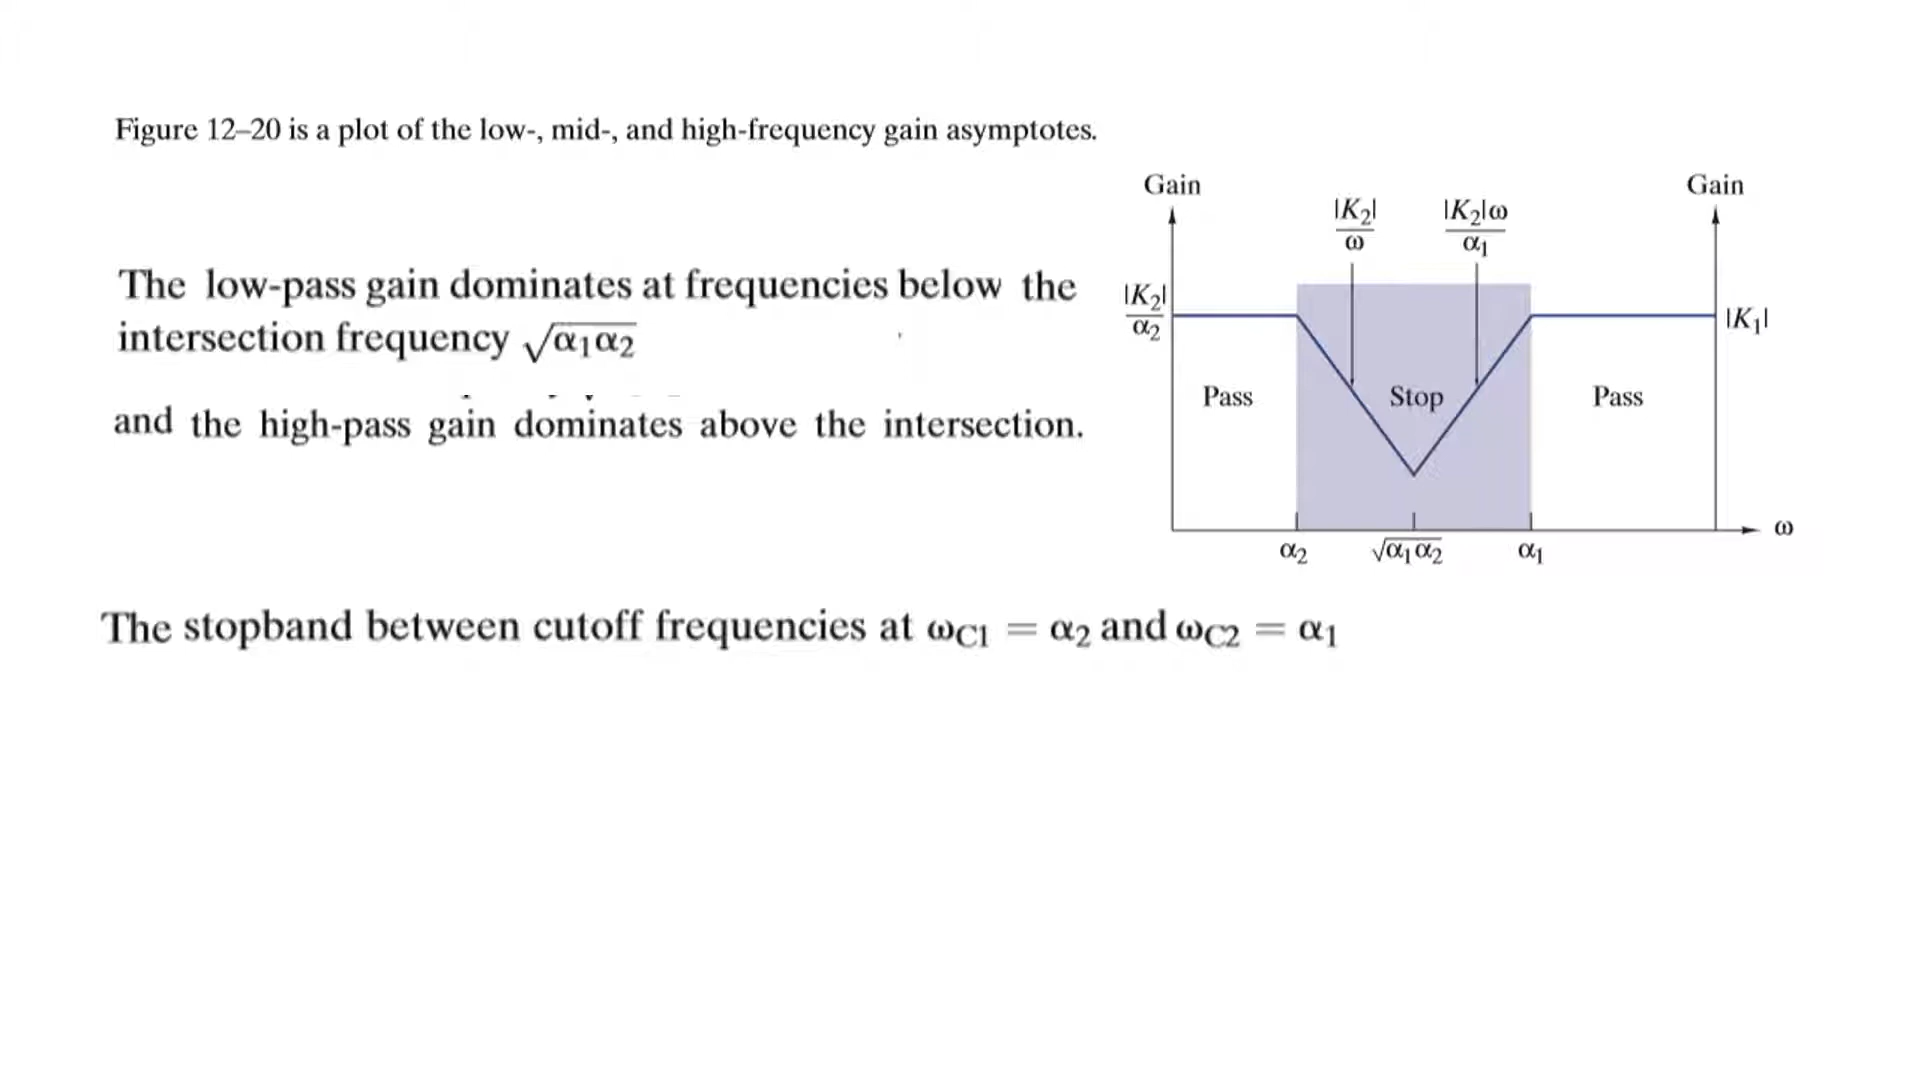 Figure 12–20 is a plot of the low-, mid-, and high-frequency gain asymptotes.
The low-pass gain dominates at frequencies below the
intersection frequency √α₁α₂
and the high-pass gain dominates above the intersection.
Gain
Gain
|K₂|
ω
|K₂|ω
α₁
|K₂|
α₂
|K₁|
Pass
Stop
Pass
ω
α₂
√α₁α₂
α₁
The stopband between cutoff frequencies at ωC1 = α₂ and ωC2 = α₁